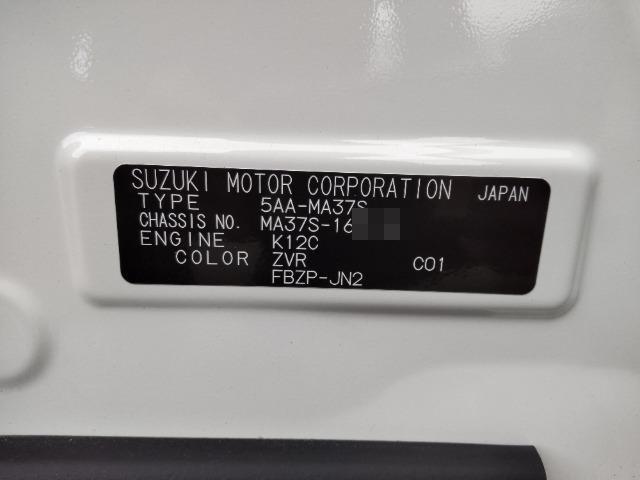 SUZUKI MOTOR CORPORATION JAPAN
TYPE 5AA-MA37S
CHASSIS NO. MA37S-16
ENGINE K12C
COLOR ZVR C01
FBZP-JN2